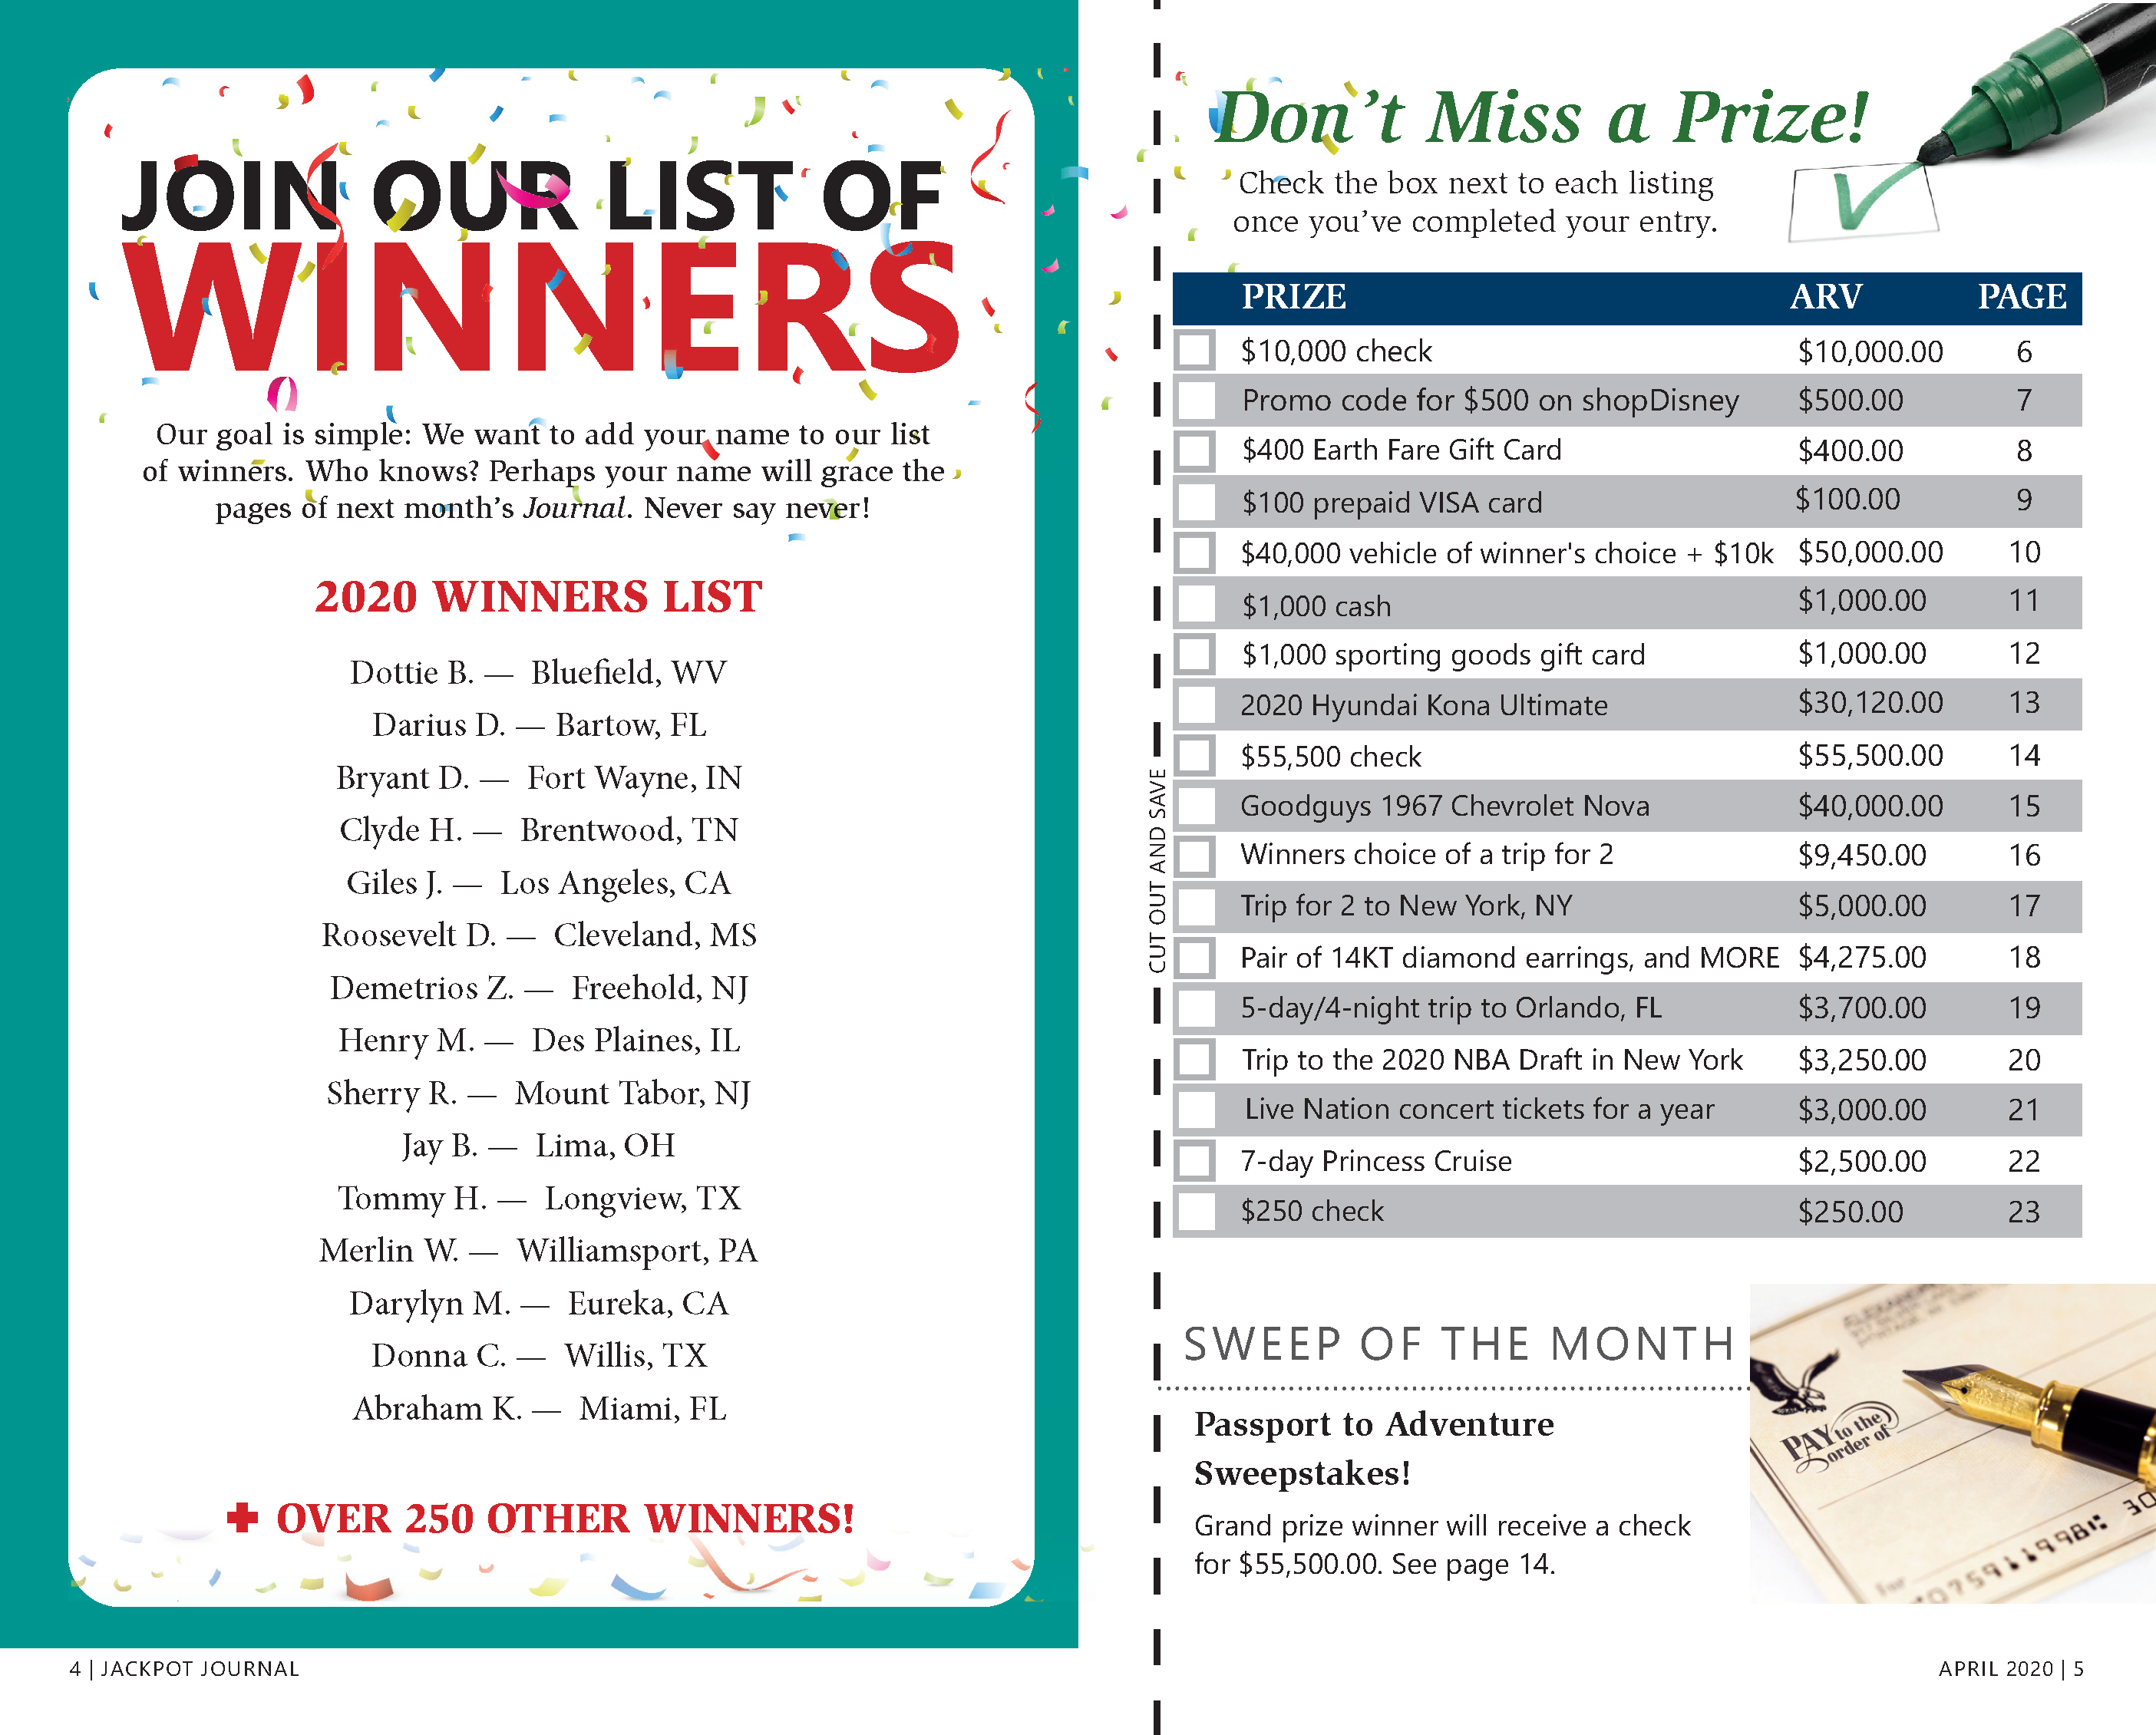 JOIN OUR LIST OF
WINNERS
Our goal is simple: We want to add your name to our list
of winners. Who knows? Perhaps your name will grace the
pages of next month's Journal. Never say never!
2020 WINNERS LIST
Dottie B. — Bluefield, WV
Darius D. — Bartow, FL
Bryant D. — Fort Wayne, IN
Clyde H. — Brentwood, TN
Giles J. — Los Angeles, CA
Roosevelt D. — Cleveland, MS
Demetrios Z. — Freehold, NJ
Henry M. — Des Plaines, IL
Sherry R. — Mount Tabor, NJ
Jay B. — Lima, OH
Tommy H. — Longview, TX
Merlin W. — Williamsport, PA
Darylyn M. — Eureka, CA
Donna C. — Willis, TX
Abraham K. — Miami, FL
+ OVER 250 OTHER WINNERS!
4 | JACKPOT JOURNAL
CUT OUT AND SAVE
Don't Miss a Prize!
Check the box next to each listing
once you've completed your entry.
PRIZE ARV PAGE
$10,000 check $10,000.00 6
Promo code for $500 on shopDisney $500.00 7
$400 Earth Fare Gift Card $400.00 8
$100 prepaid VISA card $100.00 9
$40,000 vehicle of winner's choice + $10k $50,000.00 10
$1,000 cash $1,000.00 11
$1,000 sporting goods gift card $1,000.00 12
2020 Hyundai Kona Ultimate $30,120.00 13
$55,500 check $55,500.00 14
Goodguys 1967 Chevrolet Nova $40,000.00 15
Winners choice of a trip for 2 $9,450.00 16
Trip for 2 to New York, NY $5,000.00 17
Pair of 14KT diamond earrings, and MORE $4,275.00 18
5-day/4-night trip to Orlando, FL $3,700.00 19
Trip to the 2020 NBA Draft in New York $3,250.00 20
Live Nation concert tickets for a year $3,000.00 21
7-day Princess Cruise $2,500.00 22
$250 check $250.00 23
SWEEP OF THE MONTH
Passport to Adventure
Sweepstakes!
Grand prize winner will receive a check
for $55,500.00. See page 14.
PAY to the
order of
APRIL 2020 | 5